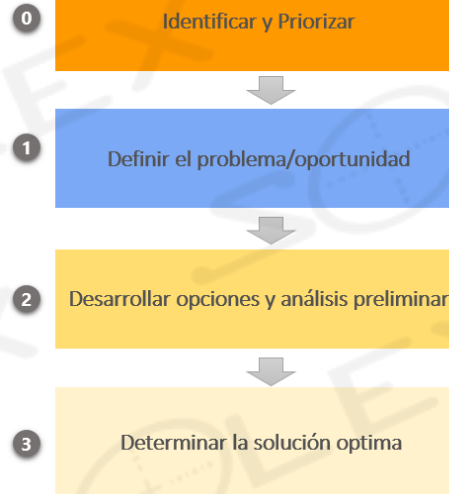 0
Identificar y Priorizar
1
Definir el problema/oportunidad
2
Desarrollar opciones y análisis preliminar
3
Determinar la solución optima